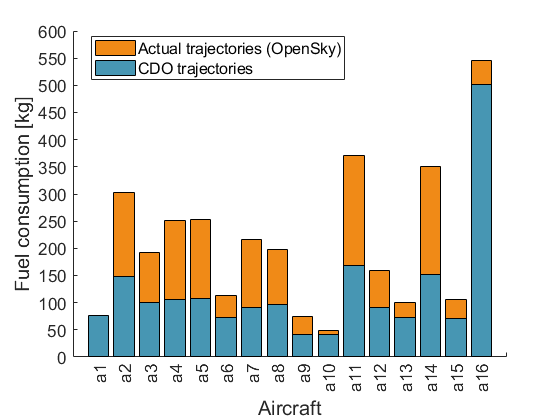 Actual trajectories (OpenSky)
CDO trajectories
Fuel consumption [kg]
600
550
500
450
400
350
300
250
200
150
100
50
0
a1 a2 a3 a4 a5 a6 a7 a8 a9 a10 a11 a12 a13 a14 a15 a16
Aircraft